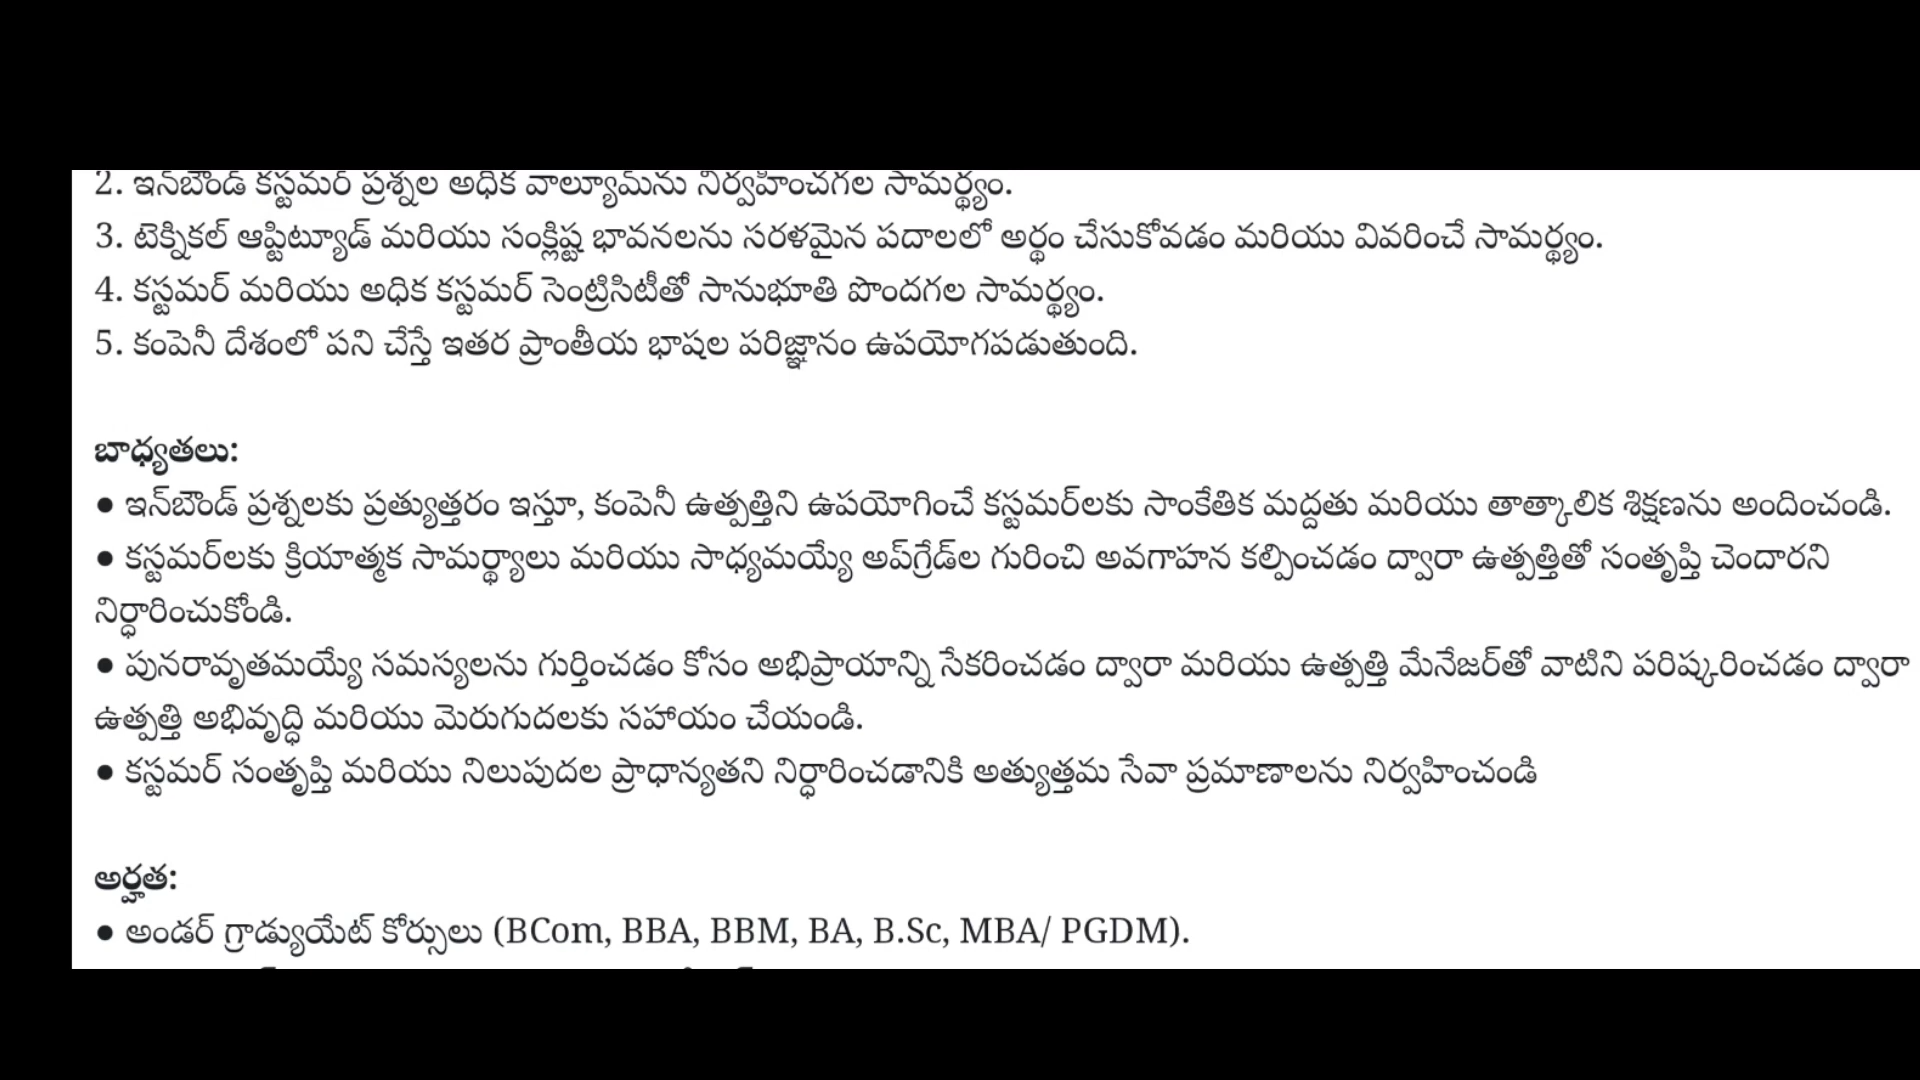 2. ఇన్‌బౌండ్ కస్టమర్ ప్రశ్నల అధిక వాల్యూమ్‌ను నిర్వహించగల సామర్థ్యం.
3. టెక్నికల్ ఆప్టిట్యూడ్ మరియు సంక్లిష్ట భావనలను సరళమైన పదాలలో అర్థం చేసుకోవడం మరియు వివరించే సామర్థ్యం.
4. కస్టమర్ మరియు అధిక కస్టమర్ సెంట్రిసిటీతో సానుభూతి పొందగల సామర్థ్యం.
5. కంపెనీ దేశంలో పని చేస్తే ఇతర ప్రాంతీయ భాషల పరిజ్ఞానం ఉపయోగపడుతుంది.
బాధ్యతలు:
● ఇన్‌బౌండ్ ప్రశ్నలకు ప్రత్యుత్తరం ఇస్తూ, కంపెనీ ఉత్పత్తిని ఉపయోగించే కస్టమర్‌లకు సాంకేతిక మద్దతు మరియు తాత్కాలిక శిక్షణను అందించండి.
● కస్టమర్‌లకు క్రియాత్మక సామర్థ్యాలు మరియు సాధ్యమయ్యే అప్‌గ్రేడ్‌ల గురించి అవగాహన కల్పించడం ద్వారా ఉత్పత్తితో సంతృప్తి చెందారని
నిర్ధారించుకోండి.
● పునరావృతమయ్యే సమస్యలను గుర్తించడం కోసం అభిప్రాయాన్ని సేకరించడం ద్వారా మరియు ఉత్పత్తి మేనేజర్‌తో వాటిని పరిష్కరించడం ద్వారా
ఉత్పత్తి అభివృద్ధి మరియు మెరుగుదలకు సహాయం చేయండి.
● కస్టమర్ సంతృప్తి మరియు నిలుపుదల ప్రాధాన్యతని నిర్ధారించడానికి అత్యుత్తమ సేవా ప్రమాణాలను నిర్వహించండి
అర్హత:
● అండర్ గ్రాడ్యుయేట్ కోర్సులు (BCom, BBA, BBM, BA, B.Sc, MBA/ PGDM).